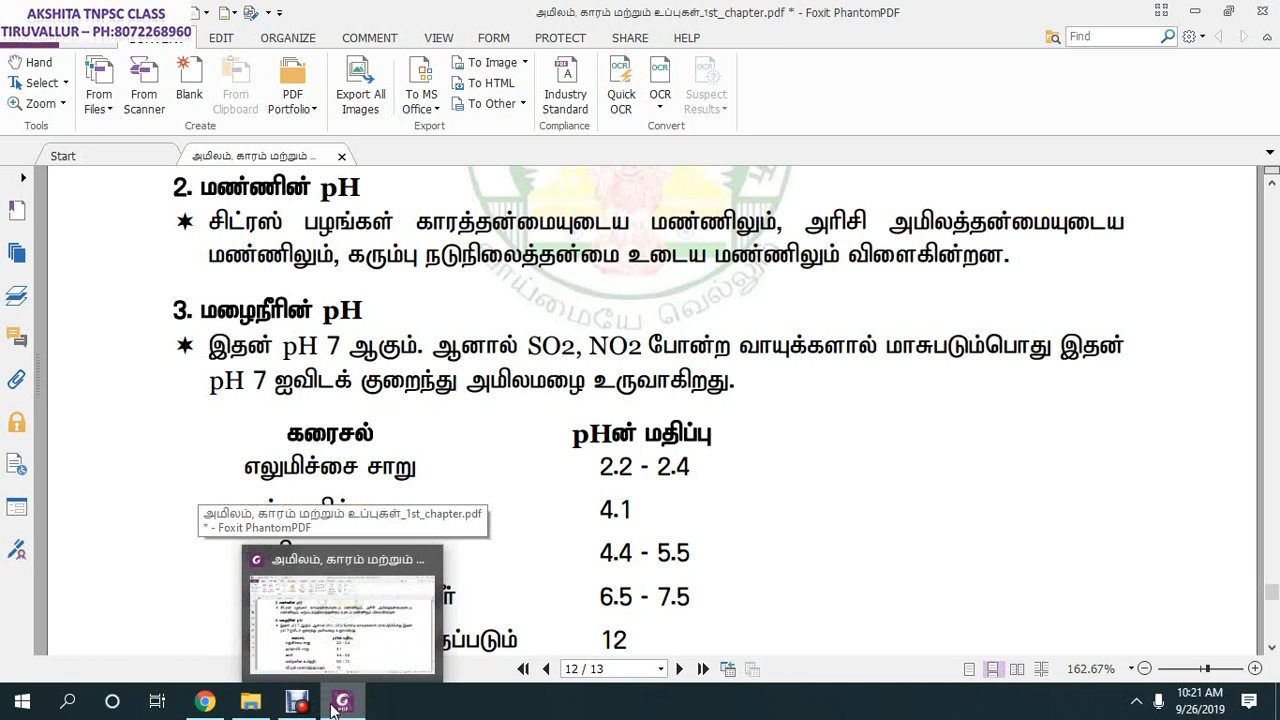 AKSHITA TNPSC CLASS
TIRUVALLUR – PH:8072268960
அமிலம், காரம் மற்றும் உப்புகள்_1st_chapter.pdf * - Foxit PhantomPDF
EDIT ORGANIZE COMMENT VIEW FORM PROTECT SHARE HELP
Find
Hand
Select
Zoom
Tools
From Files
From Scanner
Blank
From Clipboard
PDF Portfolio
Create
Export All Images
To MS Office
To Image
To HTML
To Other
Export
Industry Standard
Compliance
Quick OCR
OCR
Suspect Results
Convert
Start
அமிலம், காரம் மற்றும் ...
2. மண்ணின் pH
★ சிட்ரஸ் பழங்கள் காரத்தன்மையுடைய மண்ணிலும், அரிசி அமிலத்தன்மையுடைய
மண்ணிலும், கரும்பு நடுநிலைத்தன்மை உடைய மண்ணிலும் விளைகின்றன.
வாய்மையே வெல்லும்
3. மழைநீரின் pH
★ இதன் pH 7 ஆகும். ஆனால் SO2, NO2 போன்ற வாயுக்களால் மாசுபடும்பொது இதன்
pH 7 ஐவிடக் குறைந்து அமிலமழை உருவாகிறது.
கரைசல் pHன் மதிப்பு
எலுமிச்சை சாறு 2.2 - 2.4
4.1
அமிலம், காரம் மற்றும் உப்புகள்_1st_chapter.pdf
* - Foxit PhantomPDF
4.4 - 5.5
அமிலம், காரம் மற்றும் ...
6.5 - 7.5
12
12 / 13
162.67%
10:21 AM
9/26/2019